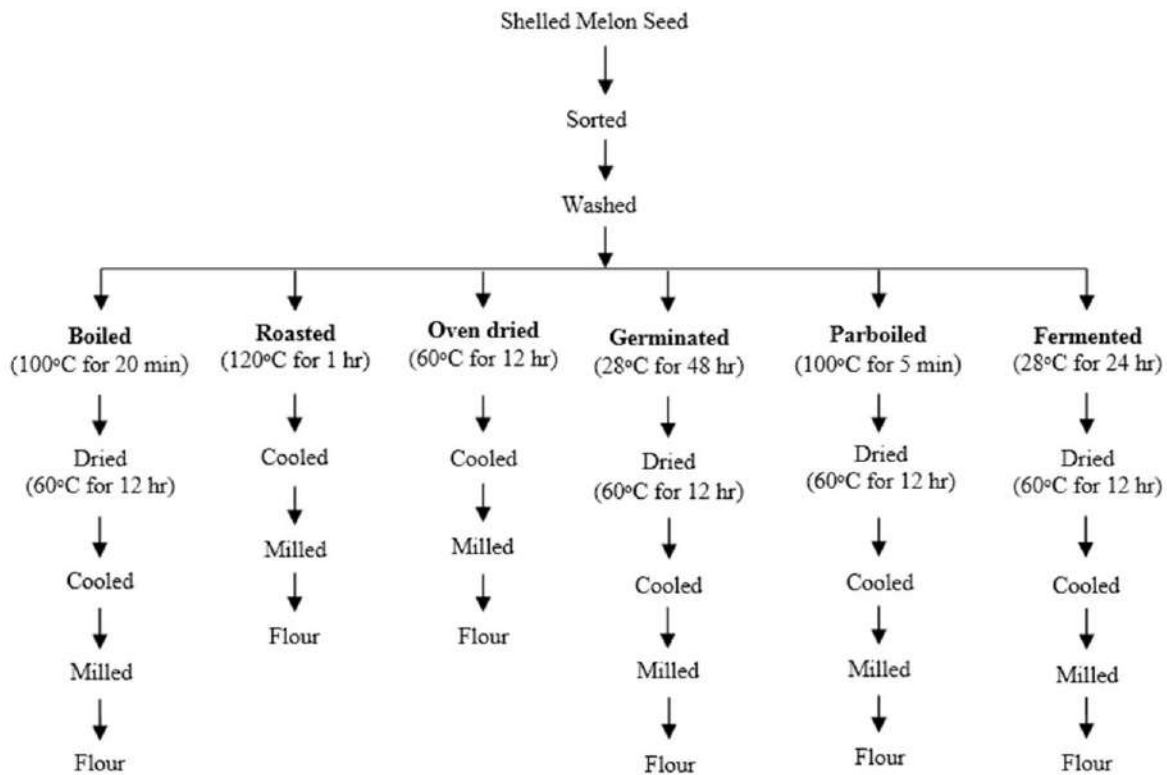 Shelled Melon Seed
Sorted
Washed
Boiled
(100°C for 20 min)
Dried
(60°C for 12 hr)
Cooled
Milled
Flour
Roasted
(120°C for 1 hr)
Cooled
Milled
Flour
Oven dried
(60°C for 12 hr)
Cooled
Milled
Flour
Germinated
(28°C for 48 hr)
Dried
(60°C for 12 hr)
Cooled
Milled
Flour
Parboiled
(100°C for 5 min)
Dried
(60°C for 12 hr)
Cooled
Milled
Flour
Fermented
(28°C for 24 hr)
Dried
(60°C for 12 hr)
Cooled
Milled
Flour